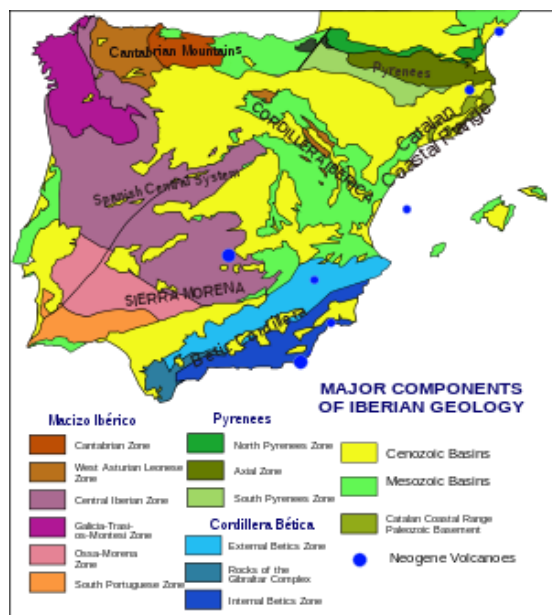 Cantabrian Mountains
Pyrenees
CORDILLERA IBERICA
Catalan
Coastal Range
Spanish Central System
SIERRA MORENA
Betic Cordillera
MAJOR COMPONENTS
OF IBERIAN GEOLOGY
Macizo Ibérico
Cantabrian Zone
West Asturian Leonese
Zone
Central Iberian Zone
Galicia-Trasl-
os-Montesl Zone
Ossa-Morena
Zone
South Portuguese Zone
Pyrenees
North Pyrenees Zone
Axial Zone
South Pyrenees Zone
Cordillera Bética
External Betics Zone
Rocks of the
Gibraltar Complex
Internal Betics Zone
Cenozoic Basins
Mesozoic Basins
Catalan Coastal Range
Paleozoic Basement
Neogene Volcanoes